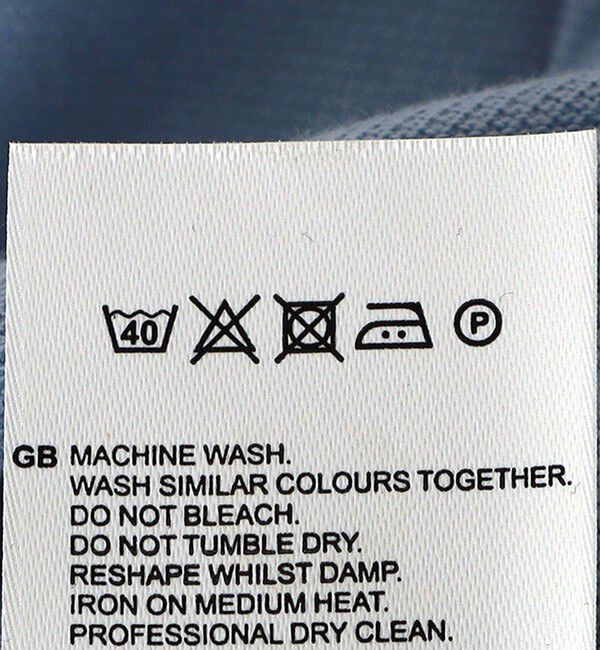 40 P
GB MACHINE WASH.
WASH SIMILAR COLOURS TOGETHER.
DO NOT BLEACH.
DO NOT TUMBLE DRY.
RESHAPE WHILST DAMP.
IRON ON MEDIUM HEAT.
PROFESSIONAL DRY CLEAN.